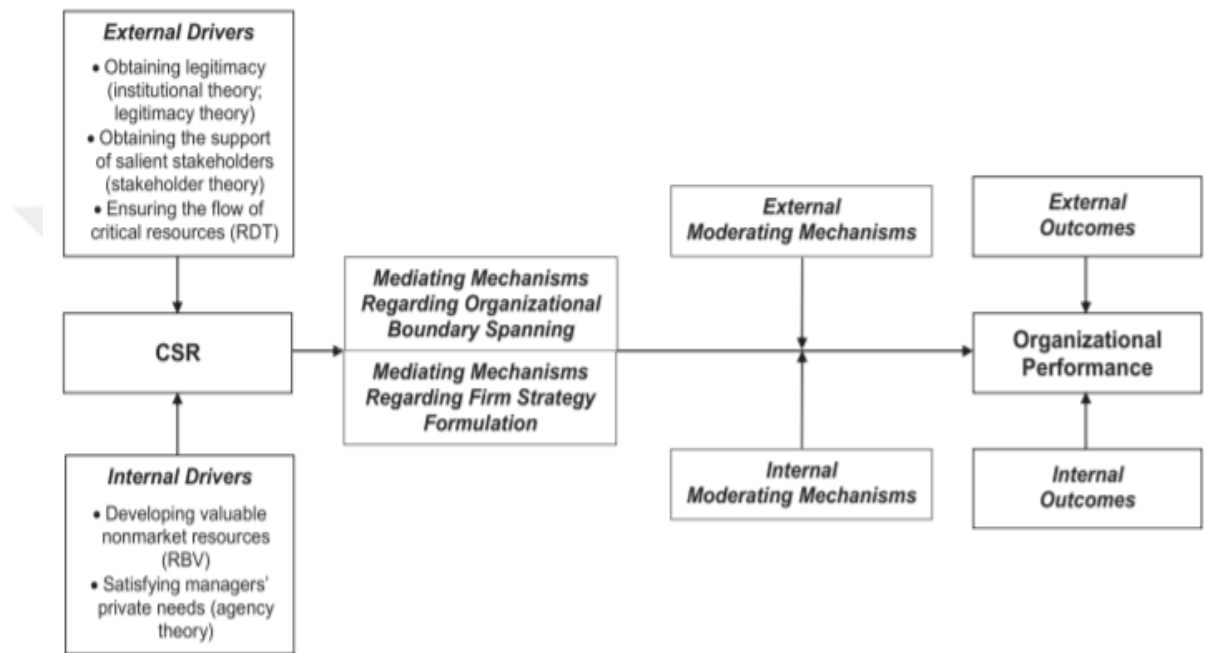 External Drivers
• Obtaining legitimacy
(institutional theory;
legitimacy theory)
• Obtaining the support
of salient stakeholders
(stakeholder theory)
• Ensuring the flow of
critical resources (RDT)
CSR
Internal Drivers
• Developing valuable
nonmarket resources
(RBV)
• Satisfying managers'
private needs (agency
theory)
Mediating Mechanisms
Regarding Organizational
Boundary Spanning
Mediating Mechanisms
Regarding Firm Strategy
Formulation
External
Moderating Mechanisms
Internal
Moderating Mechanisms
External
Outcomes
Organizational
Performance
Internal
Outcomes